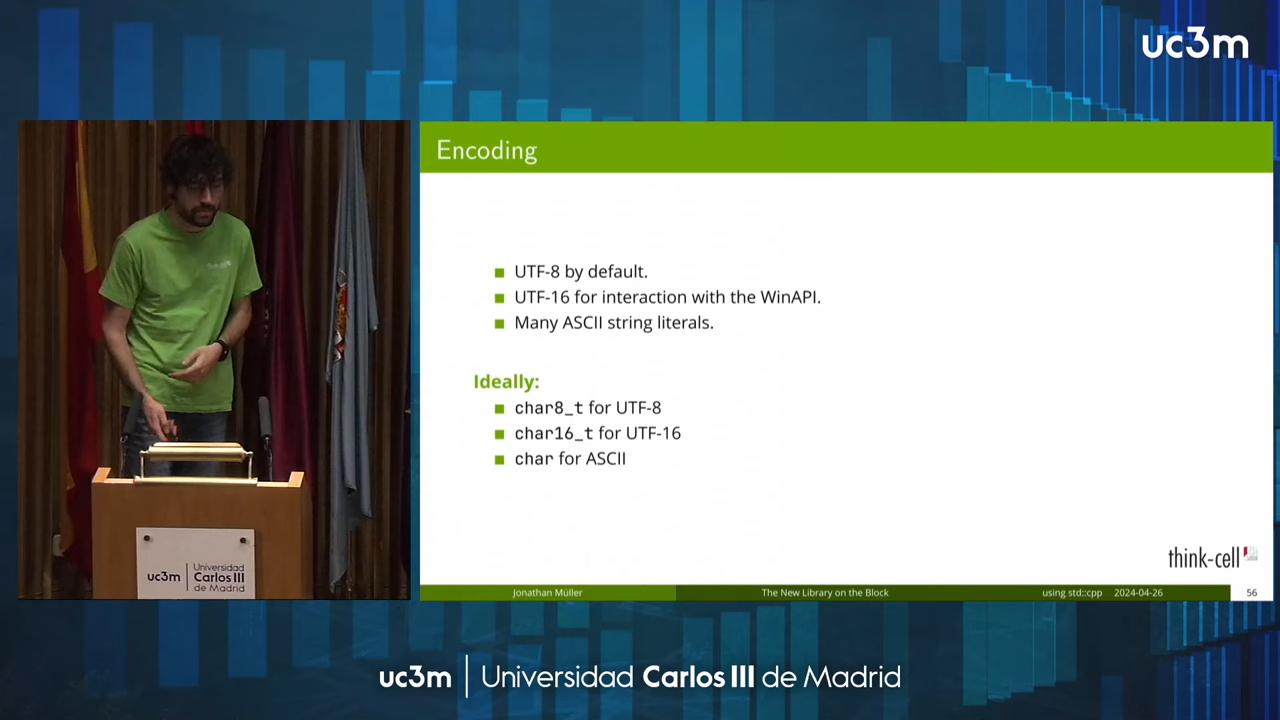 uc3m
Encoding
UTF-8 by default.
UTF-16 for interaction with the WinAPI.
Many ASCII string literals.
Ideally:
char8_t for UTF-8
char16_t for UTF-16
char for ASCII
think-cell
Jonathan Müller The New Library on the Block using std::cpp 2024-04-26 56
uc3m Universidad
Carlos III
de Madrid
uc3m Universidad Carlos III de Madrid